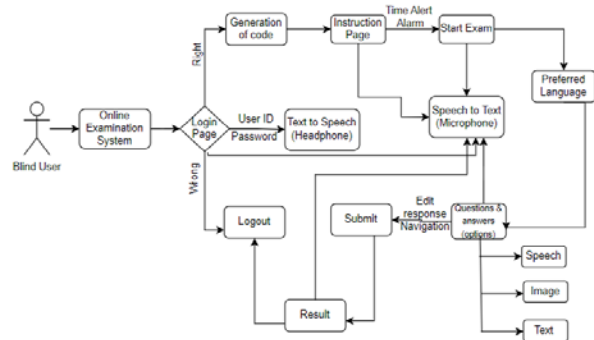 Generation
of code
Instruction
Page
Time Alert
Alarm
Start Exam
Right
Preferred
Language
Blind User
Online
Examination
System
Login
Page
User ID
Password
Text to Speech
(Headphone)
Speech to Text
(Microphone)
Wrong
Logout
Submit
Edit
response
Navigation
Questions &
answers
(options)
Speech
Image
Text
Result